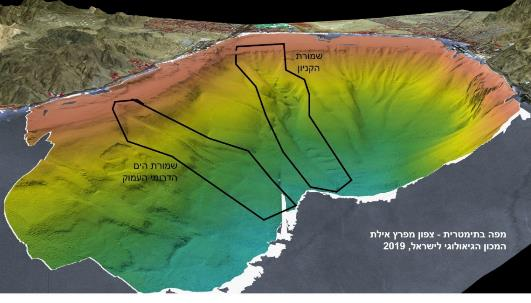 שמורת
הקניון
שמורת הים
הדרומי העמוק
מפה בתימטרית - צפון מפרץ אילת
המכון הגיאולוגי לישראל, 2019